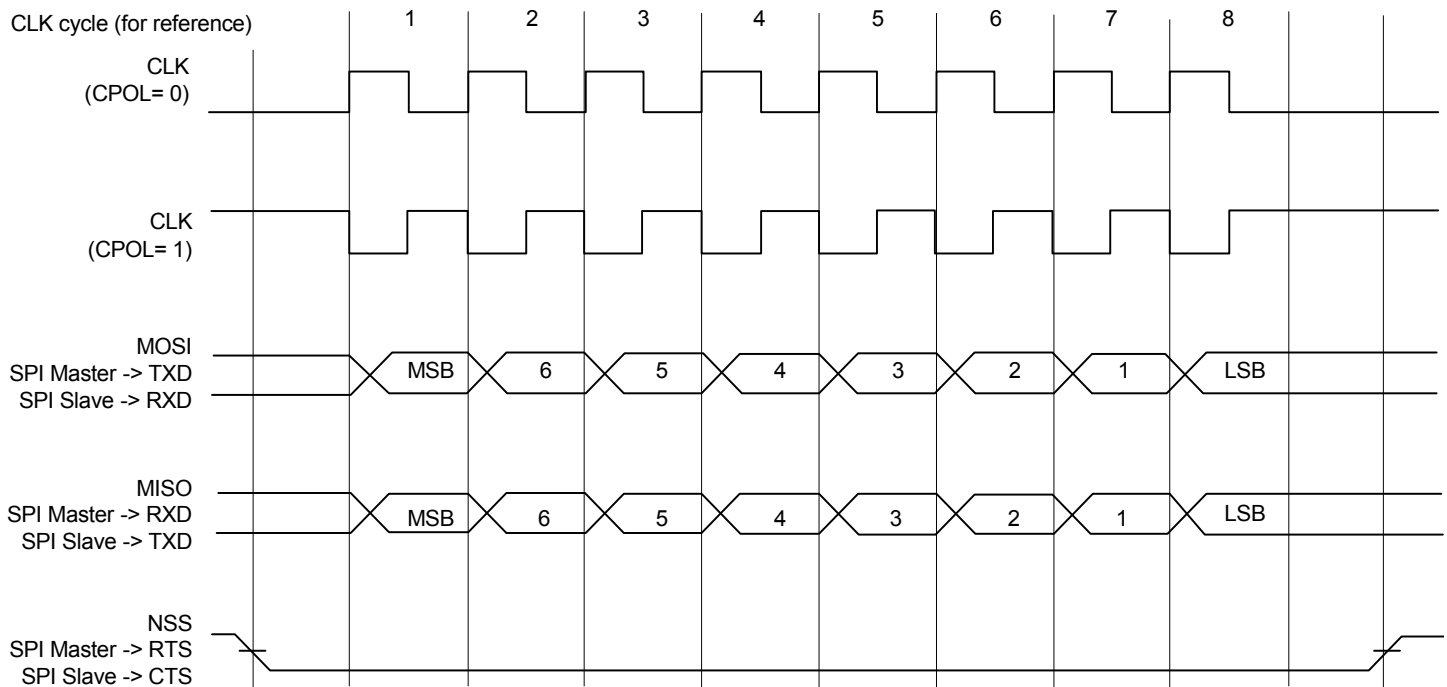 CLK cycle (for reference) 1 2 3 4 5 6 7 8
CLK
(CPOL= 0)
CLK
(CPOL= 1)
MOSI
SPI Master -> TXD
SPI Slave -> RXD
MSB 6 5 4 3 2 1 LSB
MISO
SPI Master -> RXD
SPI Slave -> TXD
MSB 6 5 4 3 2 1 LSB
NSS
SPI Master -> RTS
SPI Slave -> CTS